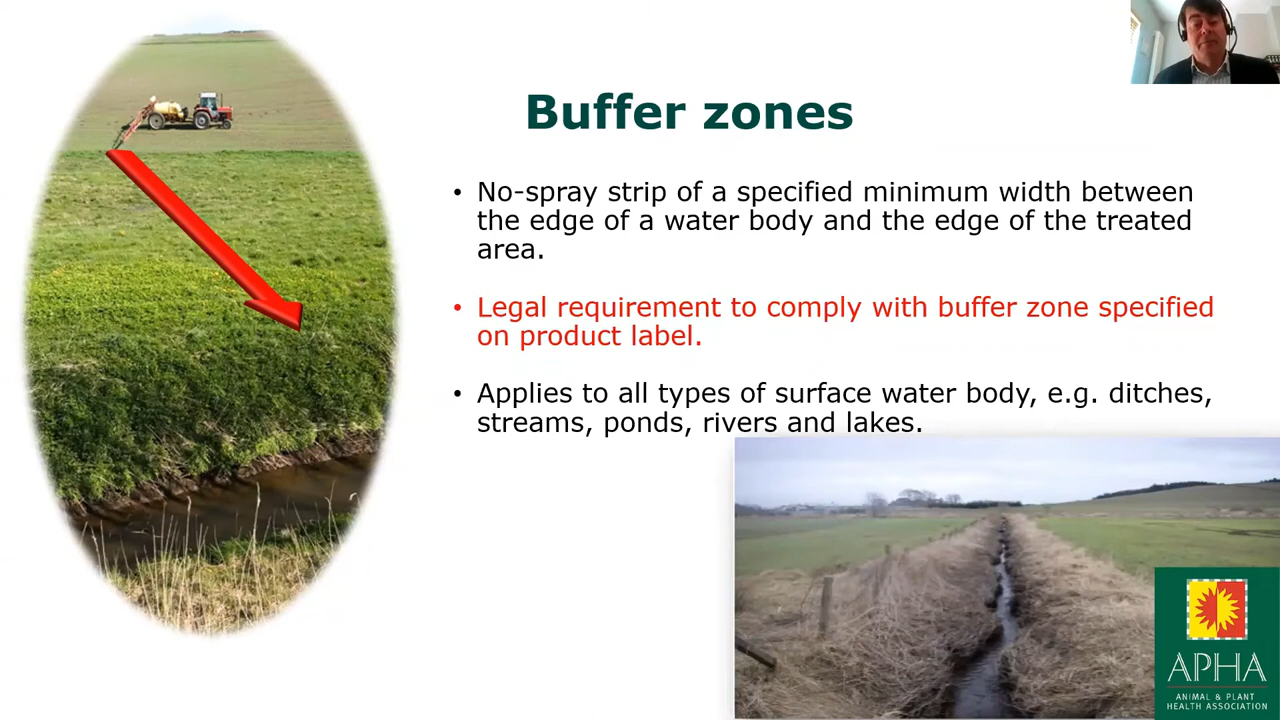 Buffer zones
• No-spray strip of a specified minimum width between
the edge of a water body and the edge of the treated
area.
• Legal requirement to comply with buffer zone specified
on product label.
• Applies to all types of surface water body, e.g. ditches,
streams, ponds, rivers and lakes.
APHA
ANIMAL & PLANT
HEALTH ASSOCIATION